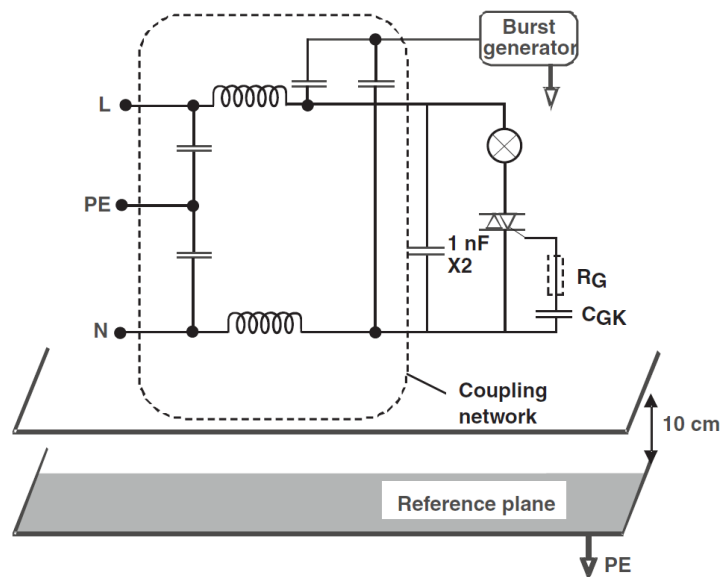 Burst
generator
L
PE
1 nF
X2
RG
CGK
N
Coupling
network
10 cm
Reference plane
PE